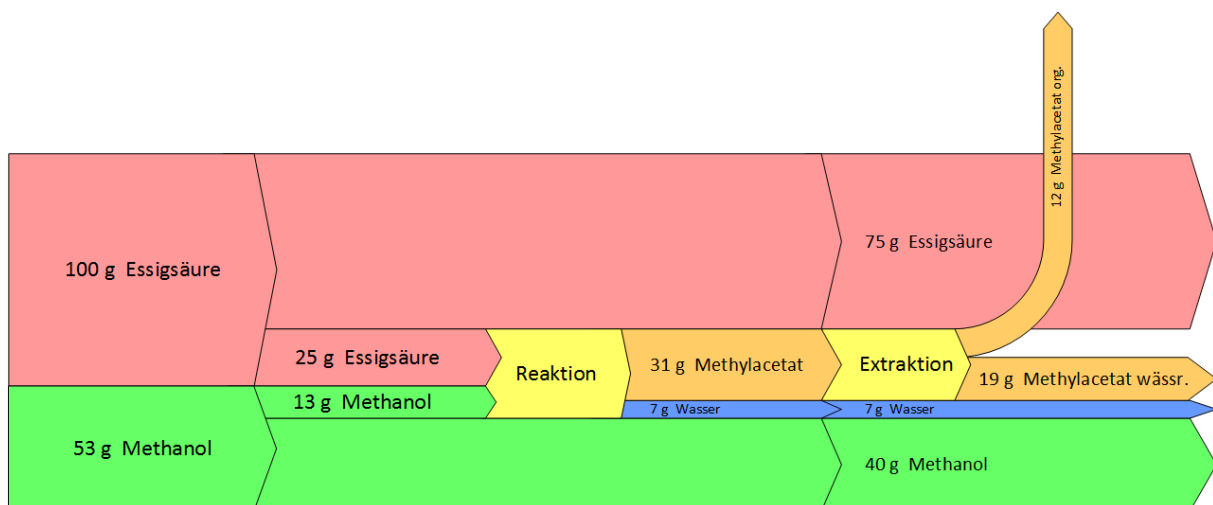 12 g Methylacetat org.
100 g Essigsäure
75 g Essigsäure
25 g Essigsäure
Reaktion
31 g Methylacetat
Extraktion
19 g Methylacetat wässr.
13 g Methanol
7 g Wasser
7 g Wasser
53 g Methanol
40 g Methanol